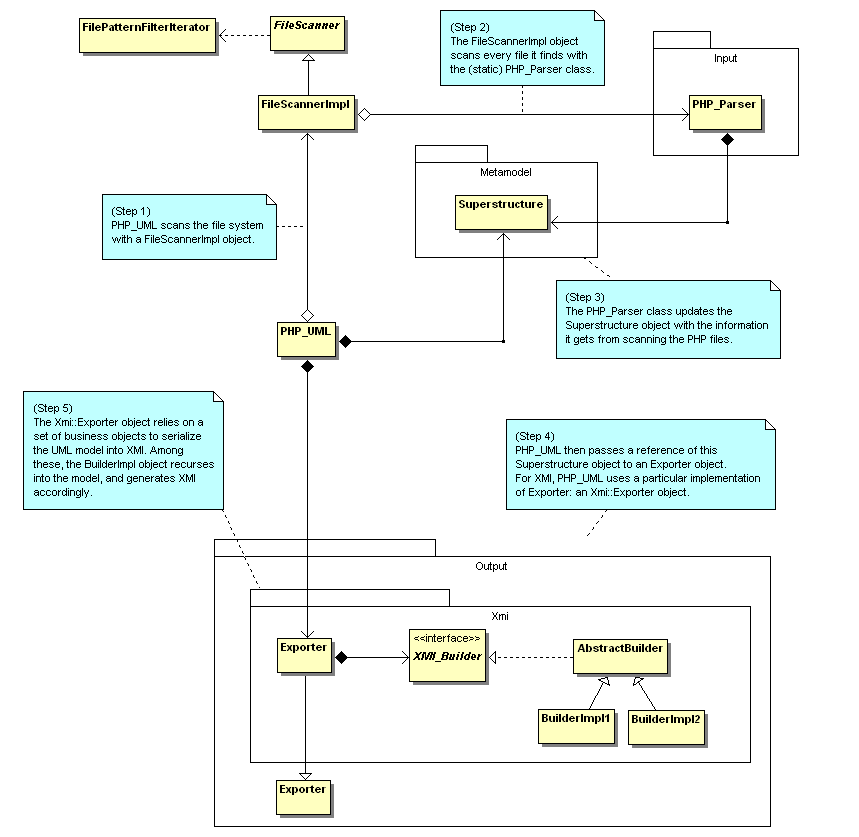 FilePatternFilterIterator
FileScanner
(Step 2)
The FileScannerImpl object
scans every file it finds with
the (static) PHP_Parser class.
Input
FileScannerImpl
PHP_Parser
Metamodel
Superstructure
(Step 1)
PHP_UML scans the file system
with a FileScannerImpl object.
(Step 3)
The PHP_Parser class updates the
Superstructure object with the information
it gets from scanning the PHP files.
PHP_UML
(Step 5)
The Xmi::Exporter object relies on a
set of business objects to serialize
the UML model into XMI. Among
these, the BuilderImpl object recurses
into the model, and generates XMI
accordingly.
(Step 4)
PHP_UML then passes a reference of this
Superstructure object to an Exporter object.
For XMI, PHP_UML uses a particular implementation
of Exporter: an Xmi::Exporter object.
Output
Xmi
Exporter
<<interface>>
XMI_Builder
AbstractBuilder
BuilderImpl1
BuilderImpl2
Exporter